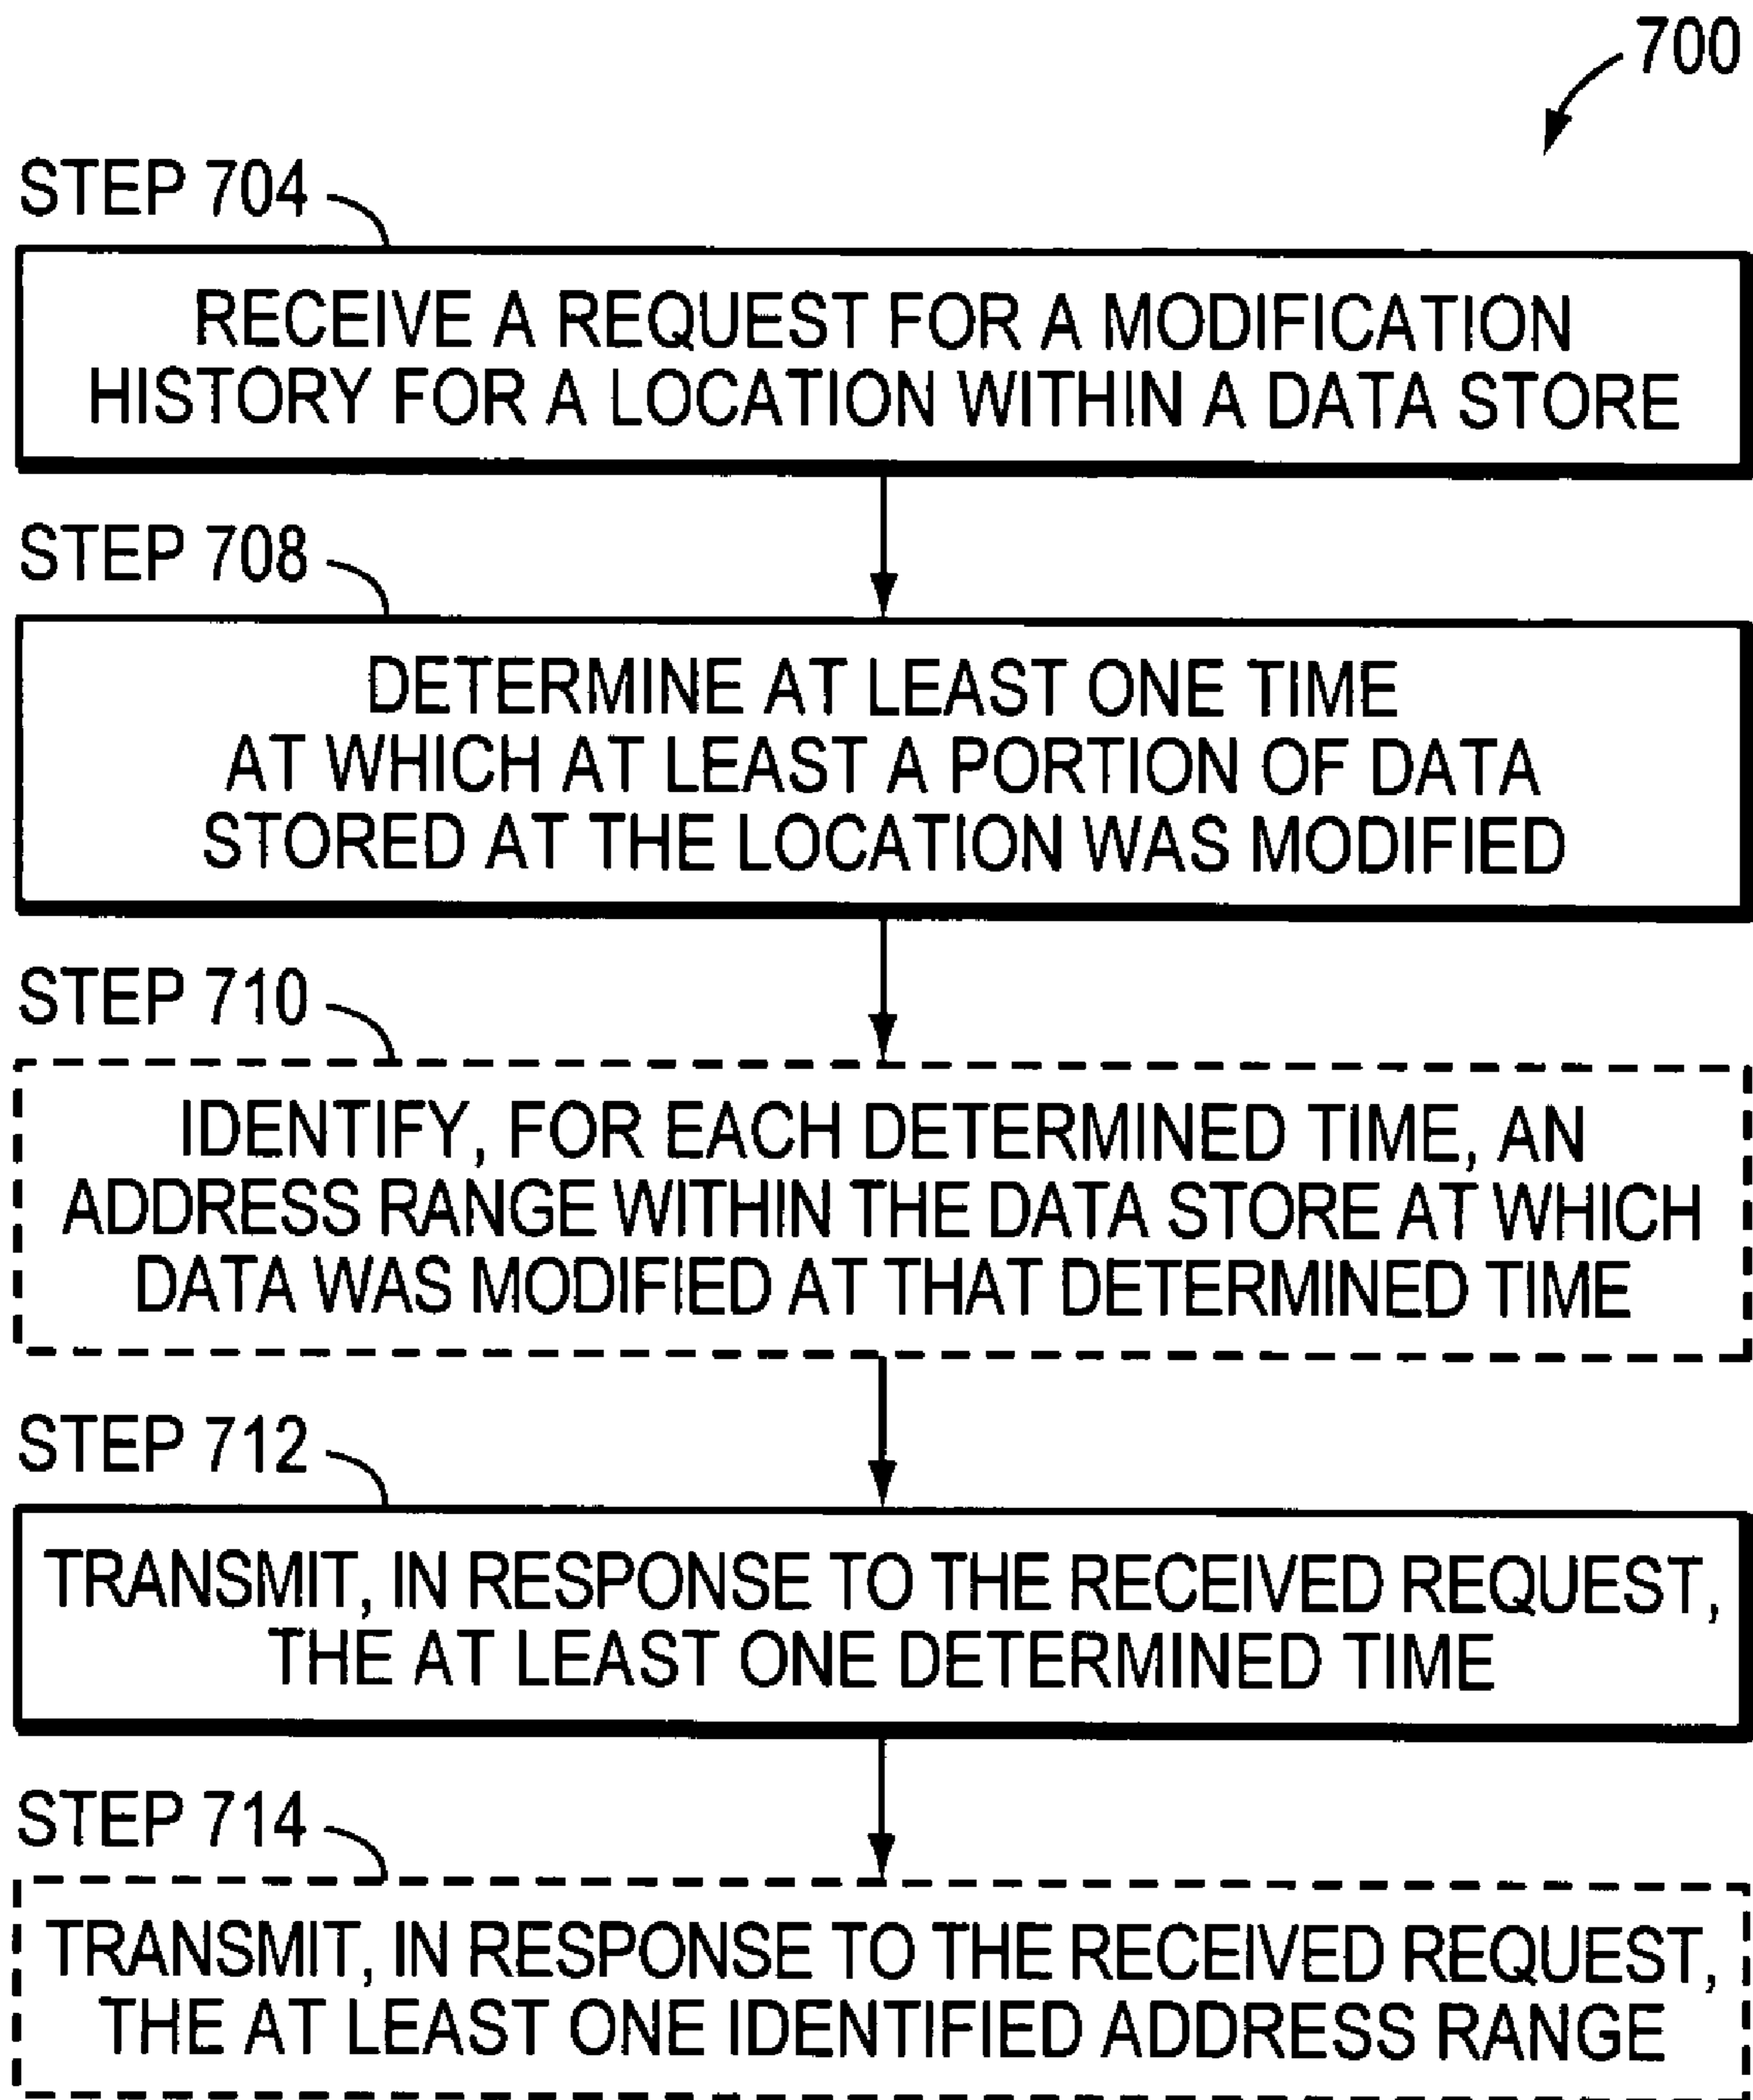 700
STEP 704
RECEIVE A REQUEST FOR A MODIFICATION
HISTORY FOR A LOCATION WITHIN A DATA STORE
STEP 708
DETERMINE AT LEAST ONE TIME
AT WHICH AT LEAST A PORTION OF DATA
STORED AT THE LOCATION WAS MODIFIED
STEP 710
IDENTIFY, FOR EACH DETERMINED TIME, AN
ADDRESS RANGE WITHIN THE DATA STORE AT WHICH
DATA WAS MODIFIED AT THAT DETERMINED TIME
STEP 712
TRANSMIT, IN RESPONSE TO THE RECEIVED REQUEST,
THE AT LEAST ONE DETERMINED TIME
STEP 714
TRANSMIT, IN RESPONSE TO THE RECEIVED REQUEST,
THE AT LEAST ONE IDENTIFIED ADDRESS RANGE